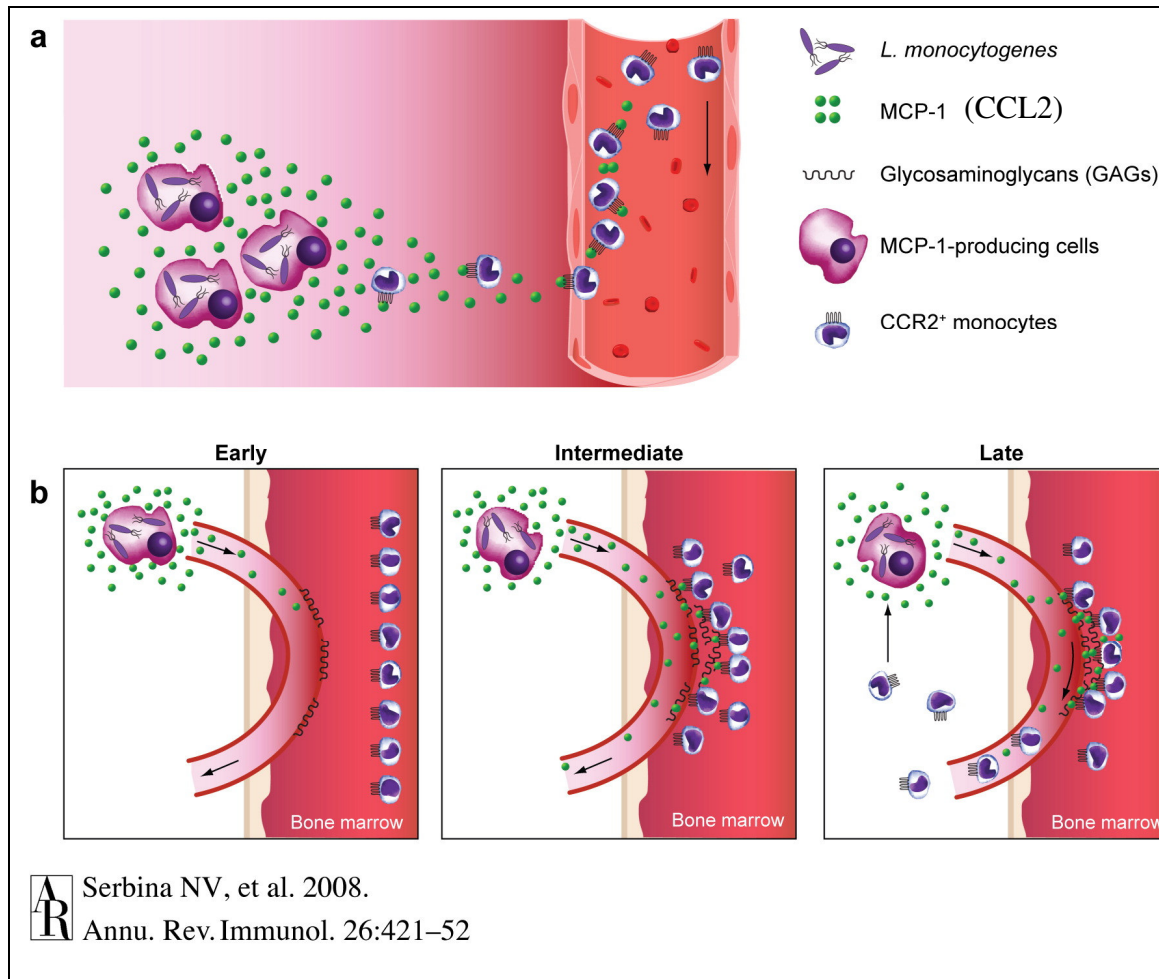 a
L. monocytogenes
MCP-1 (CCL2)
Glycosaminoglycans (GAGs)
MCP-1-producing cells
CCR2⁺ monocytes
b
Early
Intermediate
Late
Bone marrow
Bone marrow
Bone marrow
AR
Serbina NV, et al. 2008.
Annu. Rev. Immunol. 26:421–52